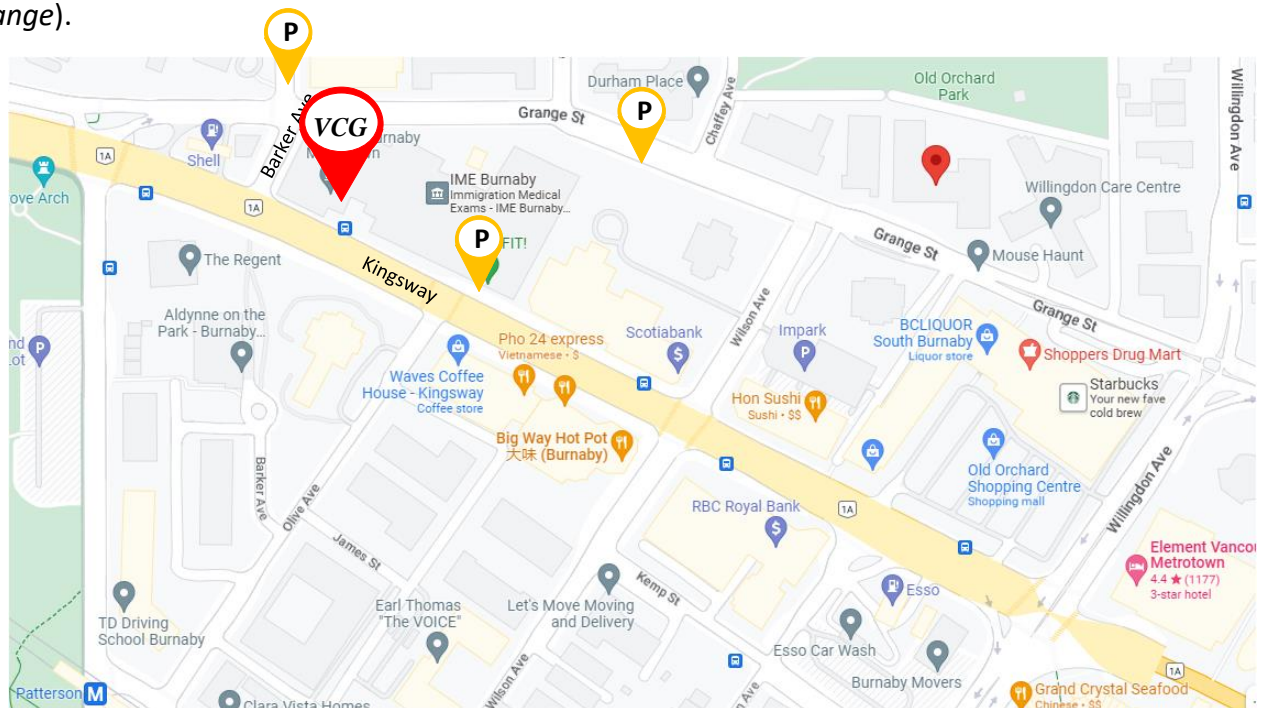 ange).
P
P
P
VCG
Durham Place
Chaffey Ave
Old Orchard
Park
Willingdon Ave
Grange St
Barker Ave
Shell
1A
ove Arch
IME Burnaby
Immigration Medical
Exams - IME Burnaby...
Willingdon Care Centre
1A
FIT!
Grange St
Mouse Haunt
The Regent
Kingsway
Grange St
Aldynne on the
Park - Burnaby...
Pho 24 express
Vietnamese • $
Scotiabank
Wilson Ave
Impark
BCLIQUOR
South Burnaby
Liquor store
Shoppers Drug Mart
P
Waves Coffee
House - Kingsway
Coffee store
Hon Sushi
Sushi • $$
Starbucks
Your new fave
cold brew
Big Way Hot Pot
大味 (Burnaby)
Old Orchard
Shopping Centre
Shopping mall
Barker Ave
Olive Ave
RBC Royal Bank
1A
Willingdon Ave
James St
Kemp St
Element Vancou
Metrotown
4.4 ★ (1177)
3-star hotel
Esso
TD Driving
School Burnaby
Earl Thomas
"The VOICE"
Let's Move Moving
and Delivery
Esso Car Wash
Burnaby Movers
1A
Patterson M
Clara Vista Homes
Wilson Ave
Ave
Grand Crystal Seafood
Chinese • $$